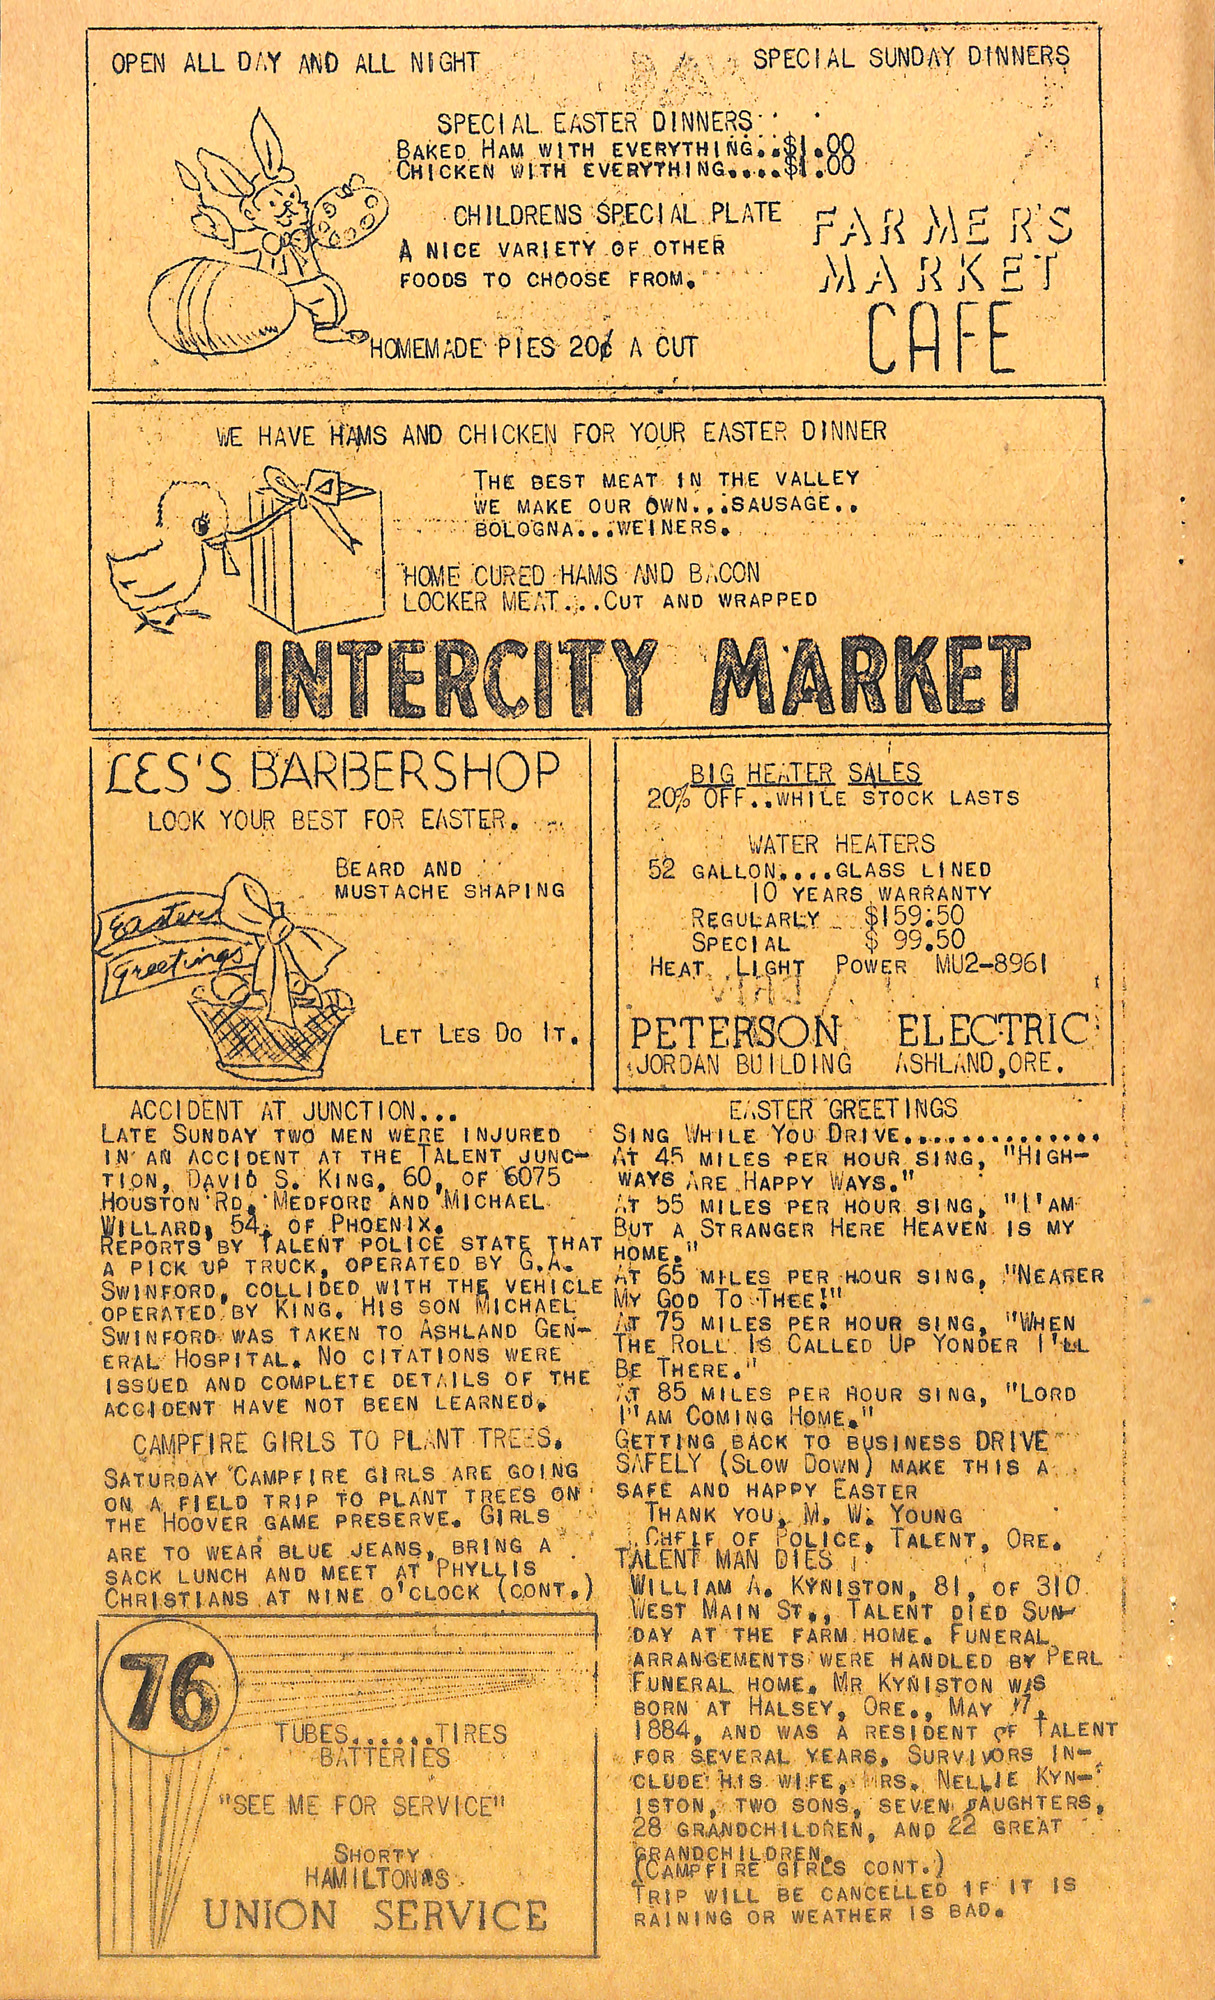 OPEN ALL DAY AND ALL NIGHT
SPECIAL SUNDAY DINNERS
SPECIAL EASTER DINNERS
BAKED HAM WITH EVERYTHING..$1.00
CHICKEN WITH EVERYTHING....$1.00
CHILDRENS SPECIAL PLATE
A NICE VARIETY OF OTHER
FOODS TO CHOOSE FROM.
HOMEMADE PIES 20¢ A CUT
FARMER'S
MARKET
CAFE
WE HAVE HAMS AND CHICKEN FOR YOUR EASTER DINNER
THE BEST MEAT IN THE VALLEY
WE MAKE OUR OWN...SAUSAGE..
BOLOGNA...WEINERS.
HOME CURED HAMS AND BACON
LOCKER MEAT....CUT AND WRAPPED
INTERCITY MARKET
LES'S BARBERSHOP
LOOK YOUR BEST FOR EASTER.
BEARD AND
MUSTACHE SHAPING
Easter
Greetings
LET LES DO IT.
BIG HEATER SALES
20% OFF..WHILE STOCK LASTS
WATER HEATERS
52 GALLON....GLASS LINED
10 YEARS WARRANTY
REGULARLY $159.50
SPECIAL $ 99.50
HEAT LIGHT POWER MU2-8961
PETERSON ELECTRIC
JORDAN BUILDING ASHLAND,ORE.
ACCIDENT AT JUNCTION...
LATE SUNDAY TWO MEN WERE INJURED
IN AN ACCIDENT AT THE TALENT JUNC-
TION, DAVID S. KING, 60, OF 6075
HOUSTON RD. MEDFORD AND MICHAEL
WILLARD, 54, OF PHOENIX.
REPORTS BY TALENT POLICE STATE THAT
A PICK UP TRUCK, OPERATED BY G.A.
SWINFORD, COLLIDED WITH THE VEHICLE
OPERATED BY KING. HIS SON MICHAEL
SWINFORD WAS TAKEN TO ASHLAND GEN-
ERAL HOSPITAL. NO CITATIONS WERE
ISSUED AND COMPLETE DETAILS OF THE
ACCIDENT HAVE NOT BEEN LEARNED.
CAMPFIRE GIRLS TO PLANT TREES.
SATURDAY CAMPFIRE GIRLS ARE GOING
ON A FIELD TRIP TO PLANT TREES ON
THE HOOVER GAME PRESERVE. GIRLS
ARE TO WEAR BLUE JEANS, BRING A
SACK LUNCH AND MEET AT PHYLLIS
CHRISTIANS AT NINE O'CLOCK (CONT.)
76
TUBES.......TIRES
BATTERIES
"SEE ME FOR SERVICE"
SHORTY
HAMILTON'S
UNION SERVICE
EASTER GREETINGS
SING WHILE YOU DRIVE..............
AT 45 MILES PER HOUR SING, "HIGH-
WAYS ARE HAPPY WAYS."
AT 55 MILES PER HOUR SING, "I'AM
BUT A STRANGER HERE HEAVEN IS MY
HOME."
AT 65 MILES PER HOUR SING, "NEARER
MY GOD TO THEE!"
AT 75 MILES PER HOUR SING, "WHEN
THE ROLL IS CALLED UP YONDER I'LL
BE THERE."
AT 85 MILES PER HOUR SING, "LORD
I'AM COMING HOME."
GETTING BACK TO BUSINESS DRIVE
SAFELY (SLOW DOWN) MAKE THIS A
SAFE AND HAPPY EASTER
THANK YOU, M. W. YOUNG
CHEIF OF POLICE, TALENT, ORE.
TALENT MAN DIES
WILLIAM A. KYNISTON, 81, OF 310
WEST MAIN ST., TALENT DIED SUN-
DAY AT THE FARM HOME. FUNERAL
ARRANGEMENTS WERE HANDLED BY PERL
FUNERAL HOME. MR KYNISTON WAS
BORN AT HALSEY, ORE., MAY 17,
1884, AND WAS A RESIDENT OF TALENT
FOR SEVERAL YEARS. SURVIVORS IN-
CLUDE HIS WIFE, MRS. NELLIE KYN-
ISTON, TWO SONS, SEVEN DAUGHTERS,
28 GRANDCHILDREN, AND 22 GREAT
GRANDCHILDREN.
(CAMPFIRE GIRLS CONT.)
TRIP WILL BE CANCELLED IF IT IS
RAINING OR WEATHER IS BAD.